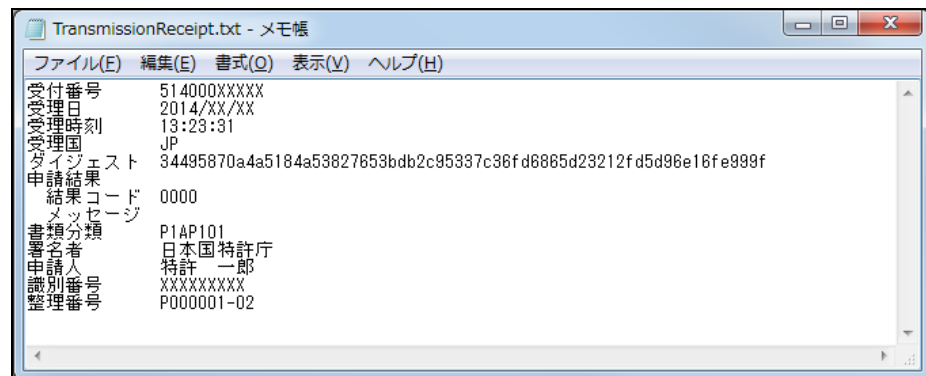 TransmissionReceipt.txt - メモ帳
ファイル(F) 編集(E) 書式(O) 表示(V) ヘルプ(H)
受付番号 514000XXXXX
受理日 2014/XX/XX
受理時刻 13:23:31
受理国 JP
ダイジェスト 34495870a4a5184a53827653bdb2c95337c36fd6865d23212fd5d96e16fe999f
申請結果
結果コード 0000
メッセージ
書類分類 P1AP101
署名者 日本国特許庁
申請人 特許 一郎
識別番号 XXXXXXXXX
整理番号 P000001-02